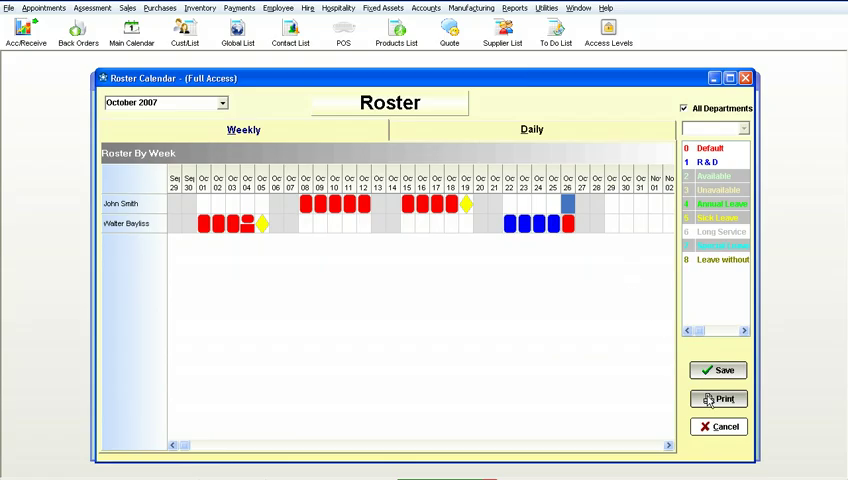 File Appointments Assessment Sales Purchases Inventory Payments Employee Hire Hospitality Fixed Assets Accounts Manufacturing Reports Utilities Window Help
Acc/Receive Back Orders Main Calendar Cust/List Global List Contact List POS Products List Quote Supplier List To Do List Access Levels
Roster Calendar - (Full Access)
October 2007
Roster
All Departments
Weekly
Daily
Roster By Week
Sep Sep Oc Oc Oc Oc Oc Oc Oc Oc Oc Oc Oc Oc Oc Oc Oc Oc Oc Oc Oc Oc Oc Oc Oc Oc Oc Oc Oc Oc Oc Oc Oc Nov No
29 30 01 02 03 04 05 06 07 08 09 10 11 12 13 14 15 16 17 18 19 20 21 22 23 24 25 26 27 28 29 30 31 01 02
John Smith
Walter Bayliss
0 Default
1 R & D
2 Available
3 Unavailable
4 Annual Leave
5 Sick Leave
6 Long Service
8 Leave without
Save
Print
Cancel